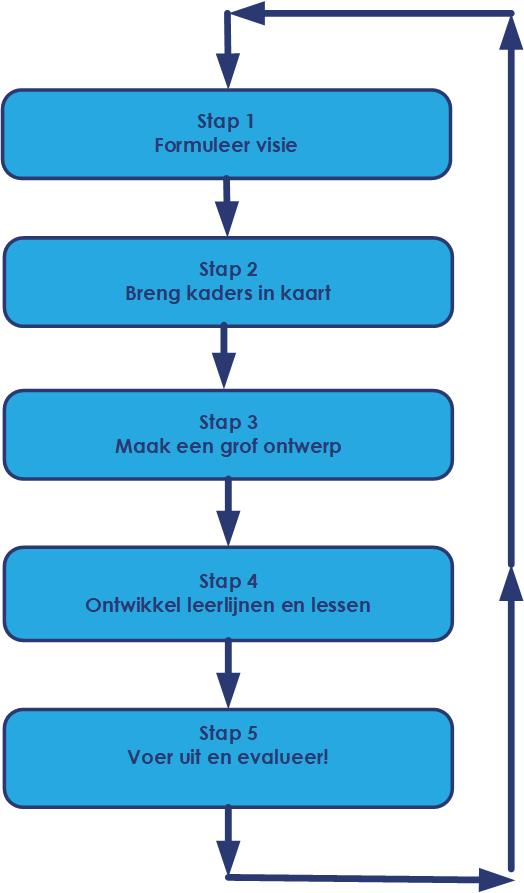 Stap 1
Formuleer visie
Stap 2
Breng kaders in kaart
Stap 3
Maak een grof ontwerp
Stap 4
Ontwikkel leerlijnen en lessen
Stap 5
Voer uit en evalueer!